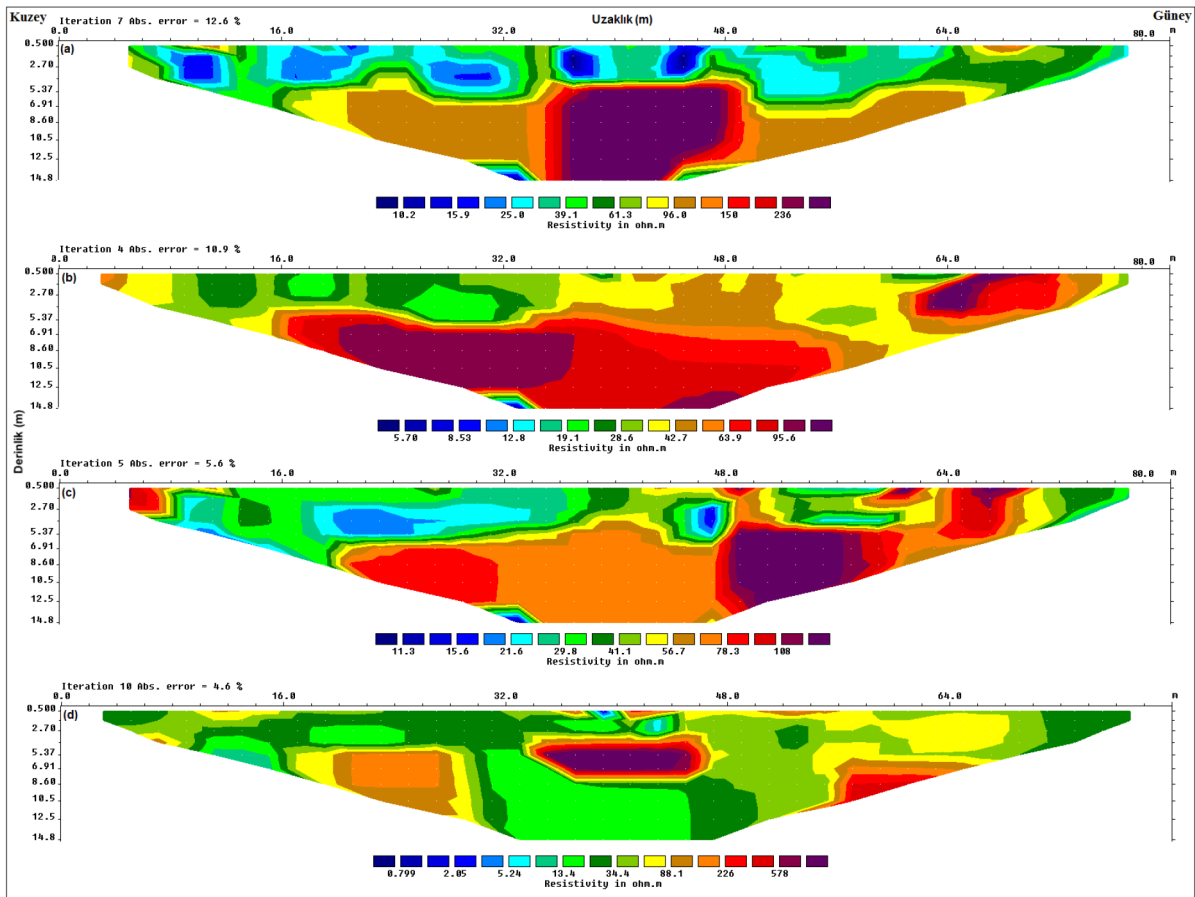 Kuzey
Uzaklık (m)
Güney
Iteration 7 Abs. error = 12.6 %
0.0 16.0 32.0 48.0 64.0 80.0 m
(a)
0.500
2.70
5.37
6.91
8.60
10.5
12.5
14.8
10.2 15.9 25.0 39.1 61.3 96.0 150 236
Resistivity in ohm.m
Iteration 4 Abs. error = 10.9 %
0.0 16.0 32.0 48.0 64.0 80.0 m
(b)
0.500
2.70
5.37
6.91
8.60
10.5
12.5
14.8
5.70 8.53 12.8 19.1 28.6 42.7 63.9 95.6
Resistivity in ohm.m
Derinlik (m)
Iteration 5 Abs. error = 5.6 %
0.0 16.0 32.0 48.0 64.0 80.0 m
(c)
0.500
2.70
5.37
6.91
8.60
10.5
12.5
14.8
11.3 15.6 21.6 29.8 41.1 56.7 78.3 108
Resistivity in ohm.m
Iteration 10 Abs. error = 4.6 %
0.0 16.0 32.0 48.0 64.0 m
(d)
0.500
2.70
5.37
6.91
8.60
10.5
12.5
14.8
0.799 2.05 5.24 13.4 34.4 88.1 226 578
Resistivity in ohm.m